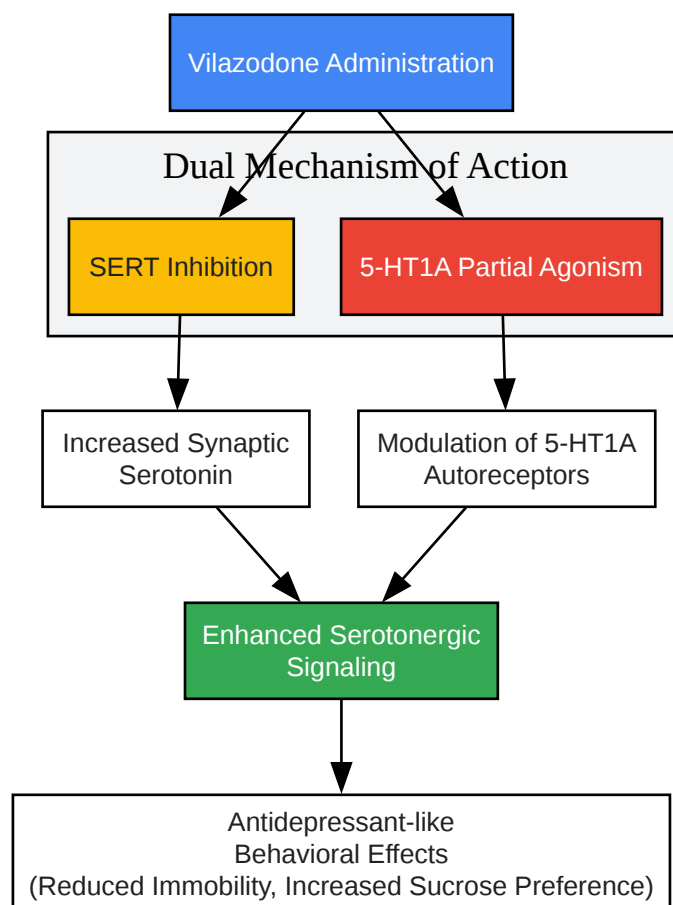 Vilazodone Administration
Dual Mechanism of Action
SERT Inhibition
5-HT1A Partial Agonism
Increased Synaptic
Serotonin
Modulation of 5-HT1A
Autoreceptors
Enhanced Serotonergic
Signaling
Antidepressant-like
Behavioral Effects
(Reduced Immobility, Increased Sucrose Preference)